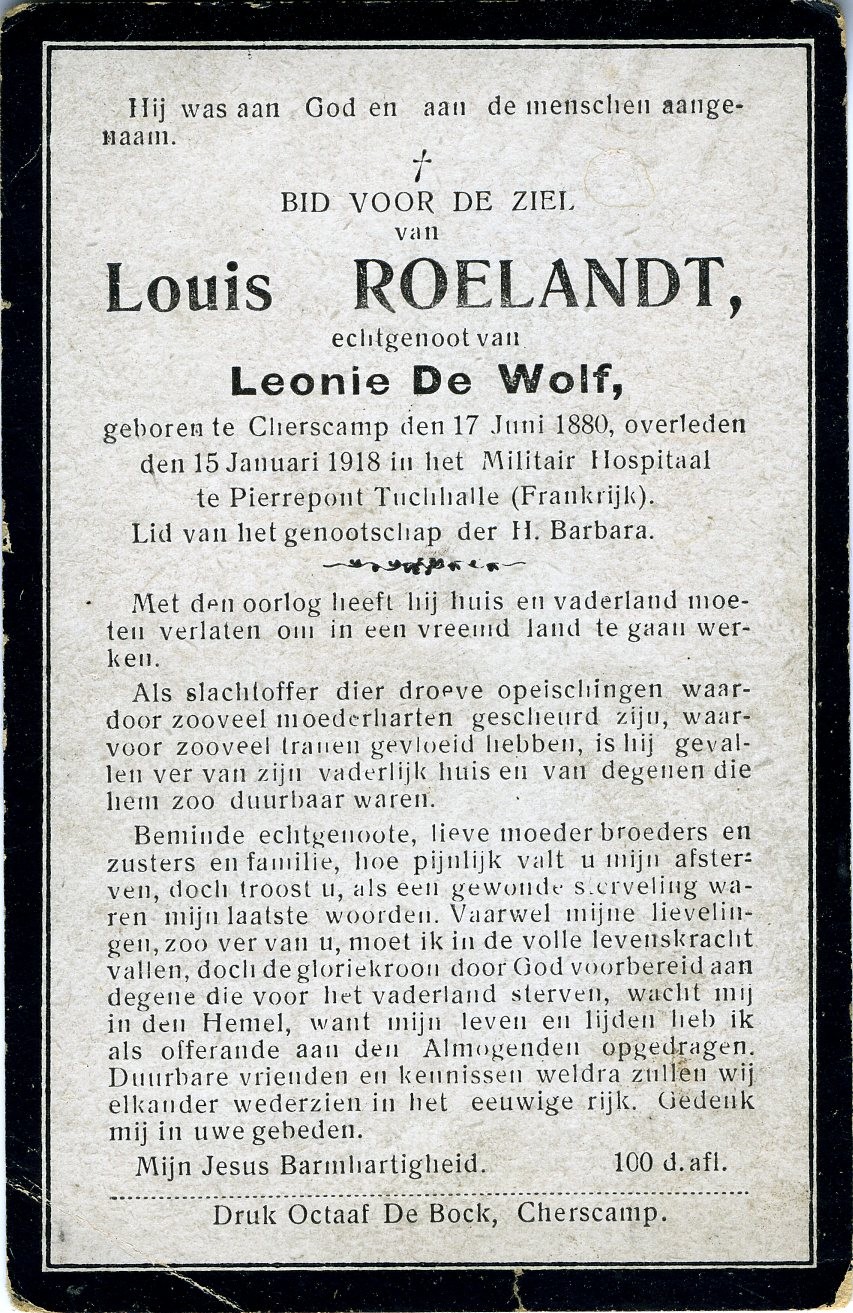 Hij was aan God en aan de menschen aange-
naam.
†
BID VOOR DE ZIEL
van
Louis ROELANDT,
echtgenoot van
Leonie De Wolf,
geboren te Cherscamp den 17 Juni 1880, overleden
den 15 Januari 1918 in het Militair Hospitaal
te Pierrepont Tuchhalle (Frankrijk).
Lid van het genootschap der H. Barbara.
Met den oorlog heeft hij huis en vaderland moe-
ten verlaten om in een vreemd land te gaan wer-
ken.
Als slachtoffer dier droeve opeischingen waar-
door zooveel moederharten gescheurd zijn, waar-
voor zooveel tranen gevloeid hebben, is hij geval-
len ver van zijn vaderlijk huis en van degenen die
hem zoo duurbaar waren.
Beminde echtgenoote, lieve moeder broeders en
zusters en familie, hoe pijnlijk valt u mijn afster-
ven, doch troost u, als een gewonde sterveling wa-
ren mijn laatste woorden. Vaarwel mijne lievelin-
gen, zoo ver van u, moet ik in de volle levenskracht
vallen, doch de gloriekroon door God voorbereid aan
degene die voor het vaderland sterven, wacht mij
in den Hemel, want mijn leven en lijden heb ik
als offerande aan den Almogenden opgedragen.
Duurbare vrienden en kennissen weldra zullen wij
elkander wederzien in het eeuwige rijk. Gedenk
mij in uwe gebeden.
Mijn Jesus Barmhartigheid. 100 d. afl.
Druk Octaaf De Bock, Cherscamp.